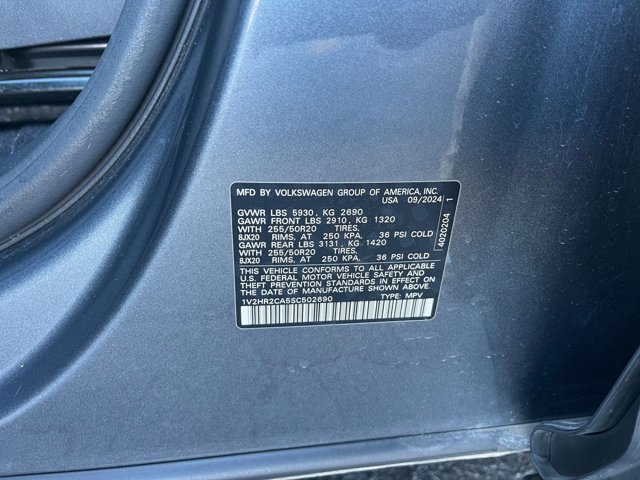 MFD BY VOLKSWAGEN GROUP OF AMERICA, INC.
USA 09/2024
GVWR LBS 5930 , KG 2690
GAWR FRONT LBS 2910 , KG 1320
WITH 255/50R20 TIRES,
8JX20 RIMS, AT 250 KPA, 36 PSI COLD
GAWR REAR LBS 3131 , KG 1420
WITH 255/50R20 TIRES,
8JX20 RIMS, AT 250 KPA, 36 PSI COLD
THIS VEHICLE CONFORMS TO ALL APPLICABLE
U.S. FEDERAL MOTOR VEHICLE SAFETY AND
THEFT PREVENTION STANDARDS IN EFFECT ON
THE DATE OF MANUFACTURE SHOWN ABOVE.
1V2HR2CA5SC502690 TYPE: MPV
4020204 1